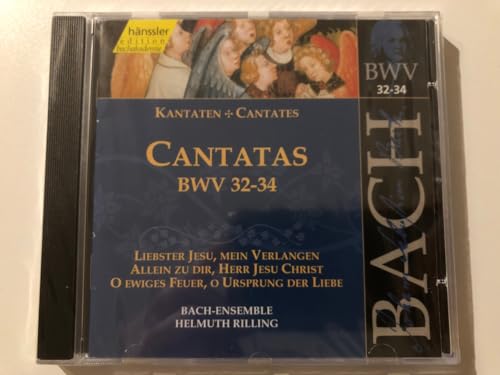 hänssler
edition
bachakademie
BWV
32-34
KANTATEN ✢ CANTATES
CANTATAS
BWV 32-34
LIEBSTER JESU, MEIN VERLANGEN
ALLEIN ZU DIR, HERR JESU CHRIST
O EWIGES FEUER, O URSPRUNG DER LIEBE
BACH-ENSEMBLE
HELMUTH RILLING
BACH